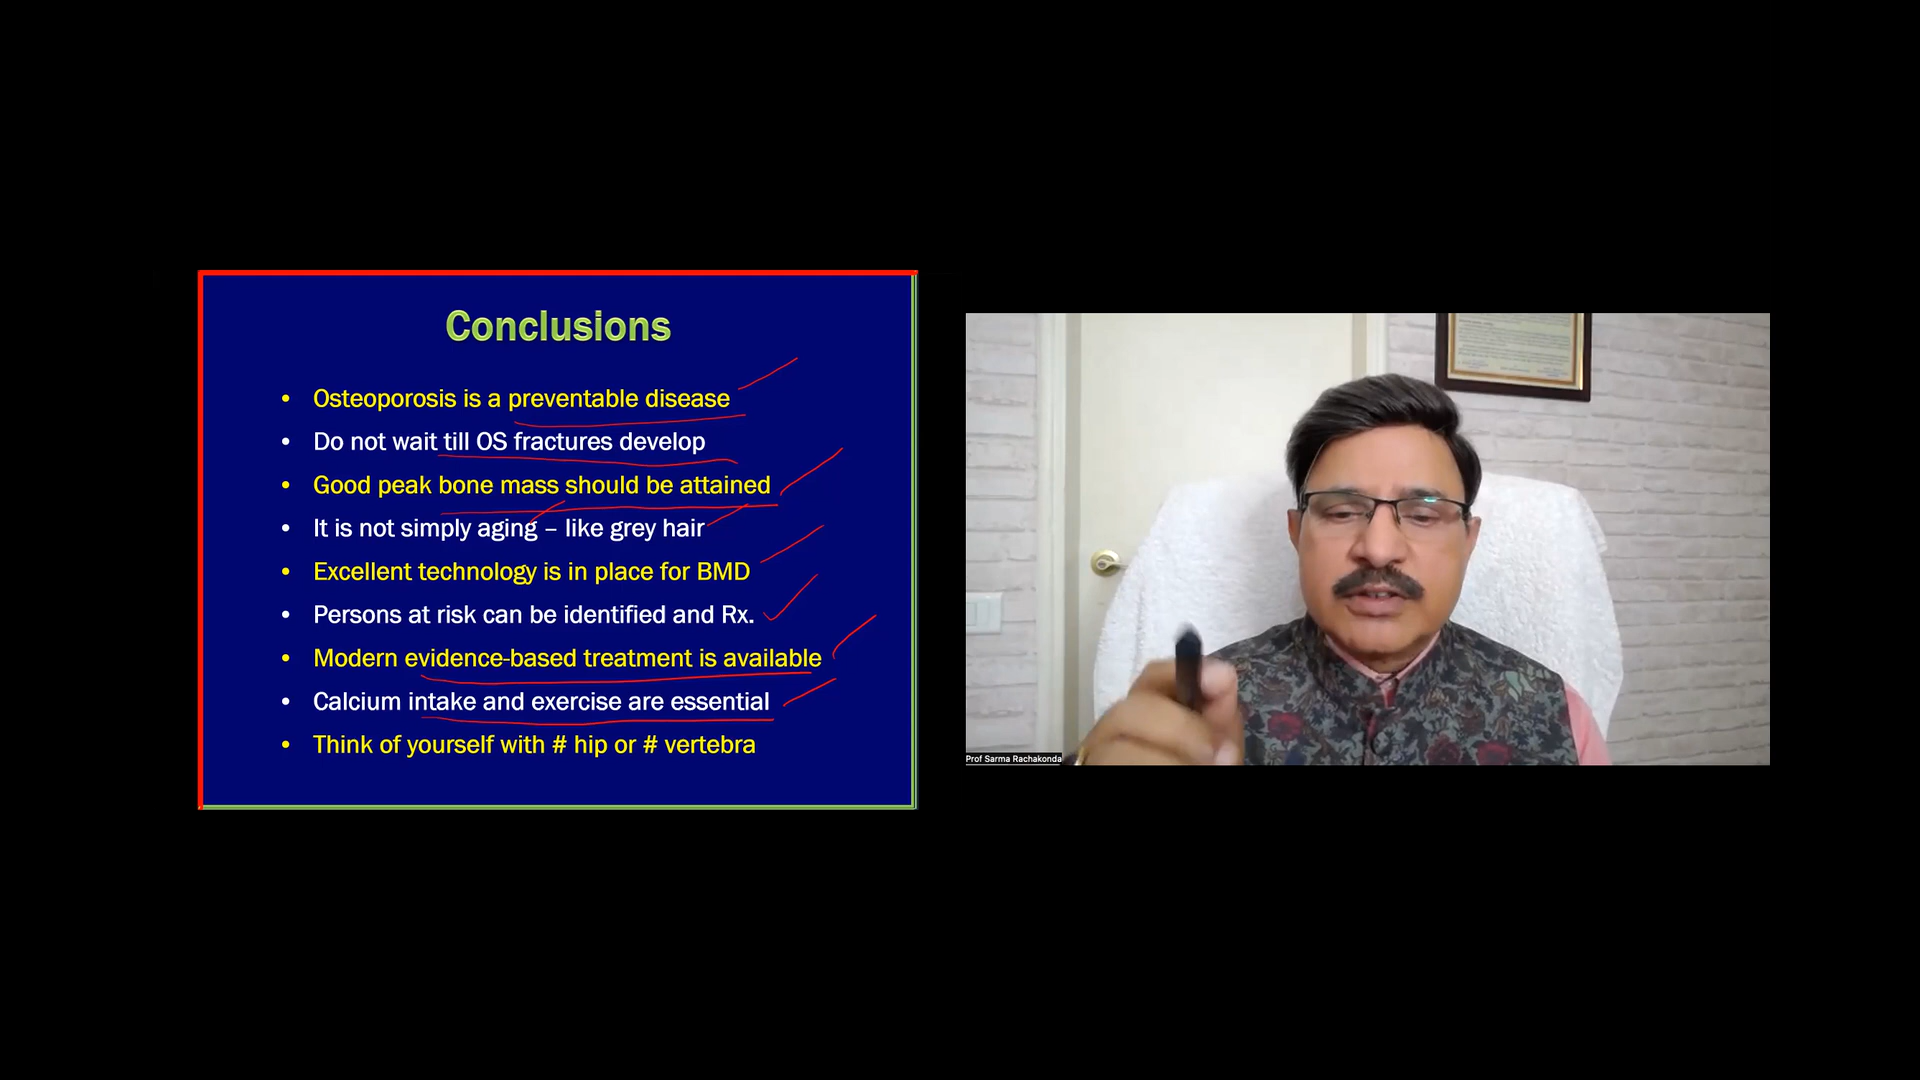 Conclusions
• Osteoporosis is a preventable disease
• Do not wait till OS fractures develop
• Good peak bone mass should be attained
• It is not simply aging – like grey hair
• Excellent technology is in place for BMD
• Persons at risk can be identified and Rx.
• Modern evidence-based treatment is available
• Calcium intake and exercise are essential
• Think of yourself with # hip or # vertebra
Prof Sarma Rachakonda